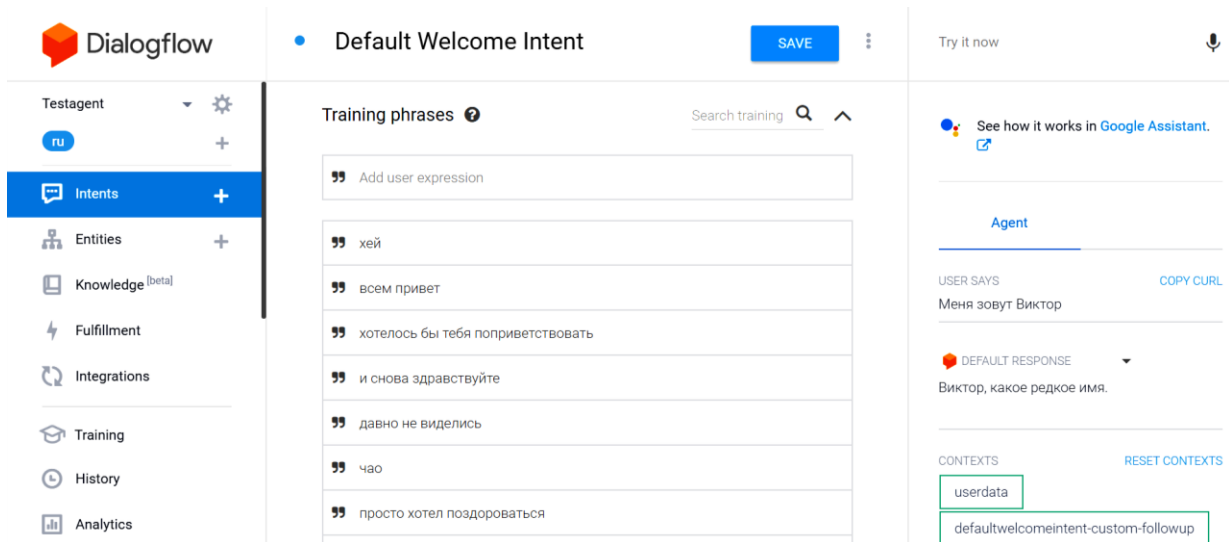 Dialogflow
Default Welcome Intent
SAVE
Try it now
Testagent
ru
Training phrases
Search training
See how it works in Google Assistant.
Add user expression
Intents
Entities
Knowledge [beta]
Fulfillment
Integrations
Training
History
Analytics
хей
всем привет
хотелось бы тебя поприветствовать
и снова здравствуйте
давно не виделись
чао
просто хотел поздороваться
Agent
USER SAYS COPY CURL
Меня зовут Виктор
DEFAULT RESPONSE
Виктор, какое редкое имя.
CONTEXTS RESET CONTEXTS
userdata
defaultwelcomeintent-custom-followup